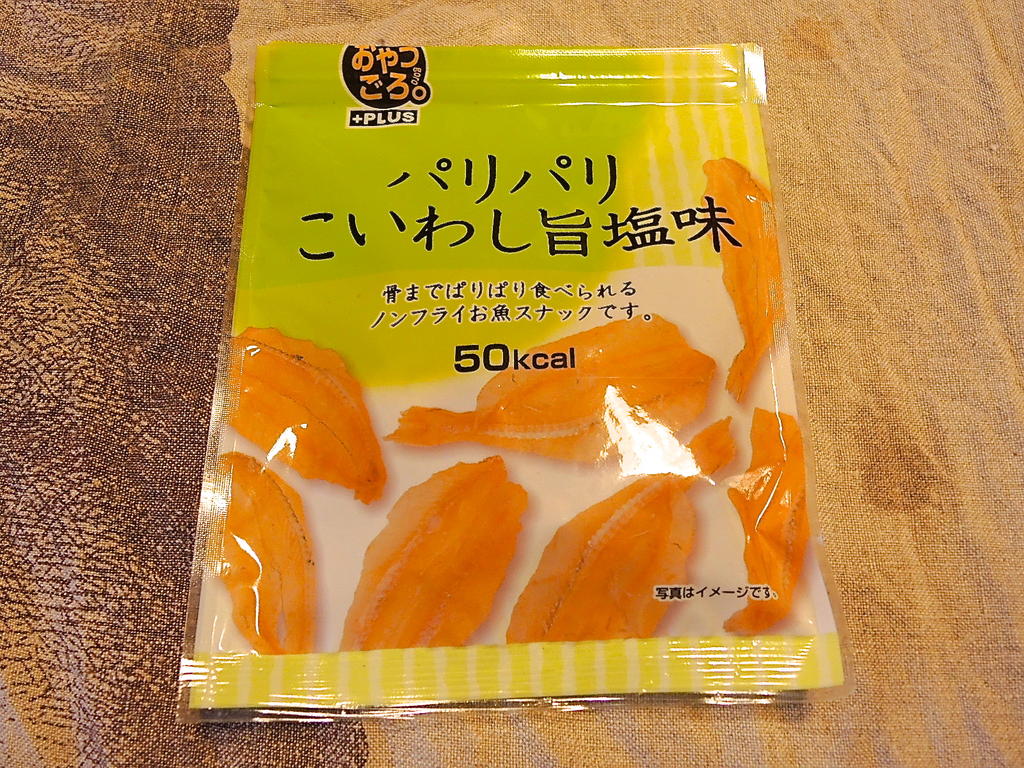 おやつ
ごろ。
GORO
+PLUS
パリパリ
こいわし旨塩味
骨までぱりぱり食べられる
ノンフライお魚スナックです。
50kcal
写真はイメージです。